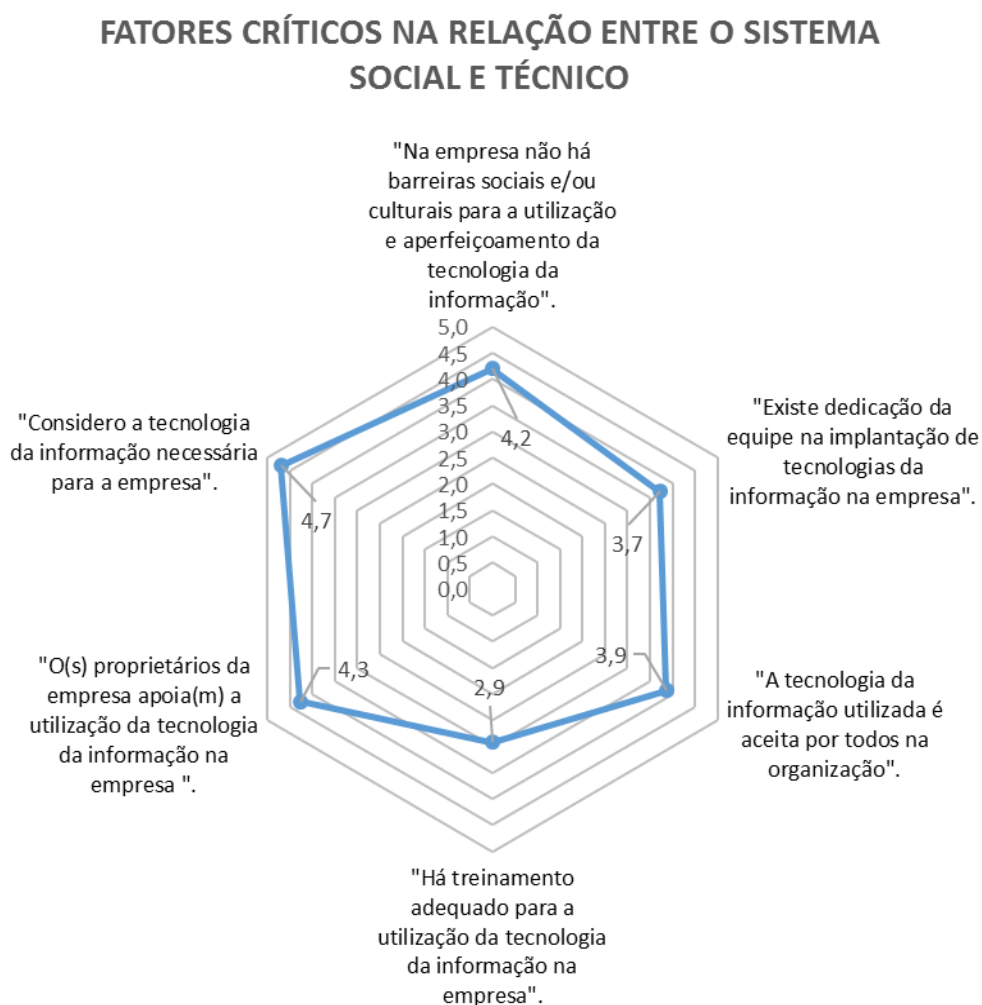 FATORES CRÍTICOS NA RELAÇÃO ENTRE O SISTEMA
SOCIAL E TÉCNICO
"Na empresa não há
barreiras sociais e/ou
culturais para a utilização
e aperfeiçoamento da
tecnologia da
informação".
"Existe dedicação da
equipe na implantação de
tecnologias da
informação na empresa".
"A tecnologia da
informação utilizada é
aceita por todos na
organização".
"Há treinamento
adequado para a
utilização da tecnologia
da informação na
empresa".
"O(s) proprietários da
empresa apoia(m) a
utilização da tecnologia
da informação na
empresa ".
"Considero a tecnologia
da informação necessária
para a empresa".
5,0
4,5
4,0
3,5
3,0
2,5
2,0
1,5
1,0
0,5
0,0
4,2
3,7
3,9
2,9
4,3
4,7